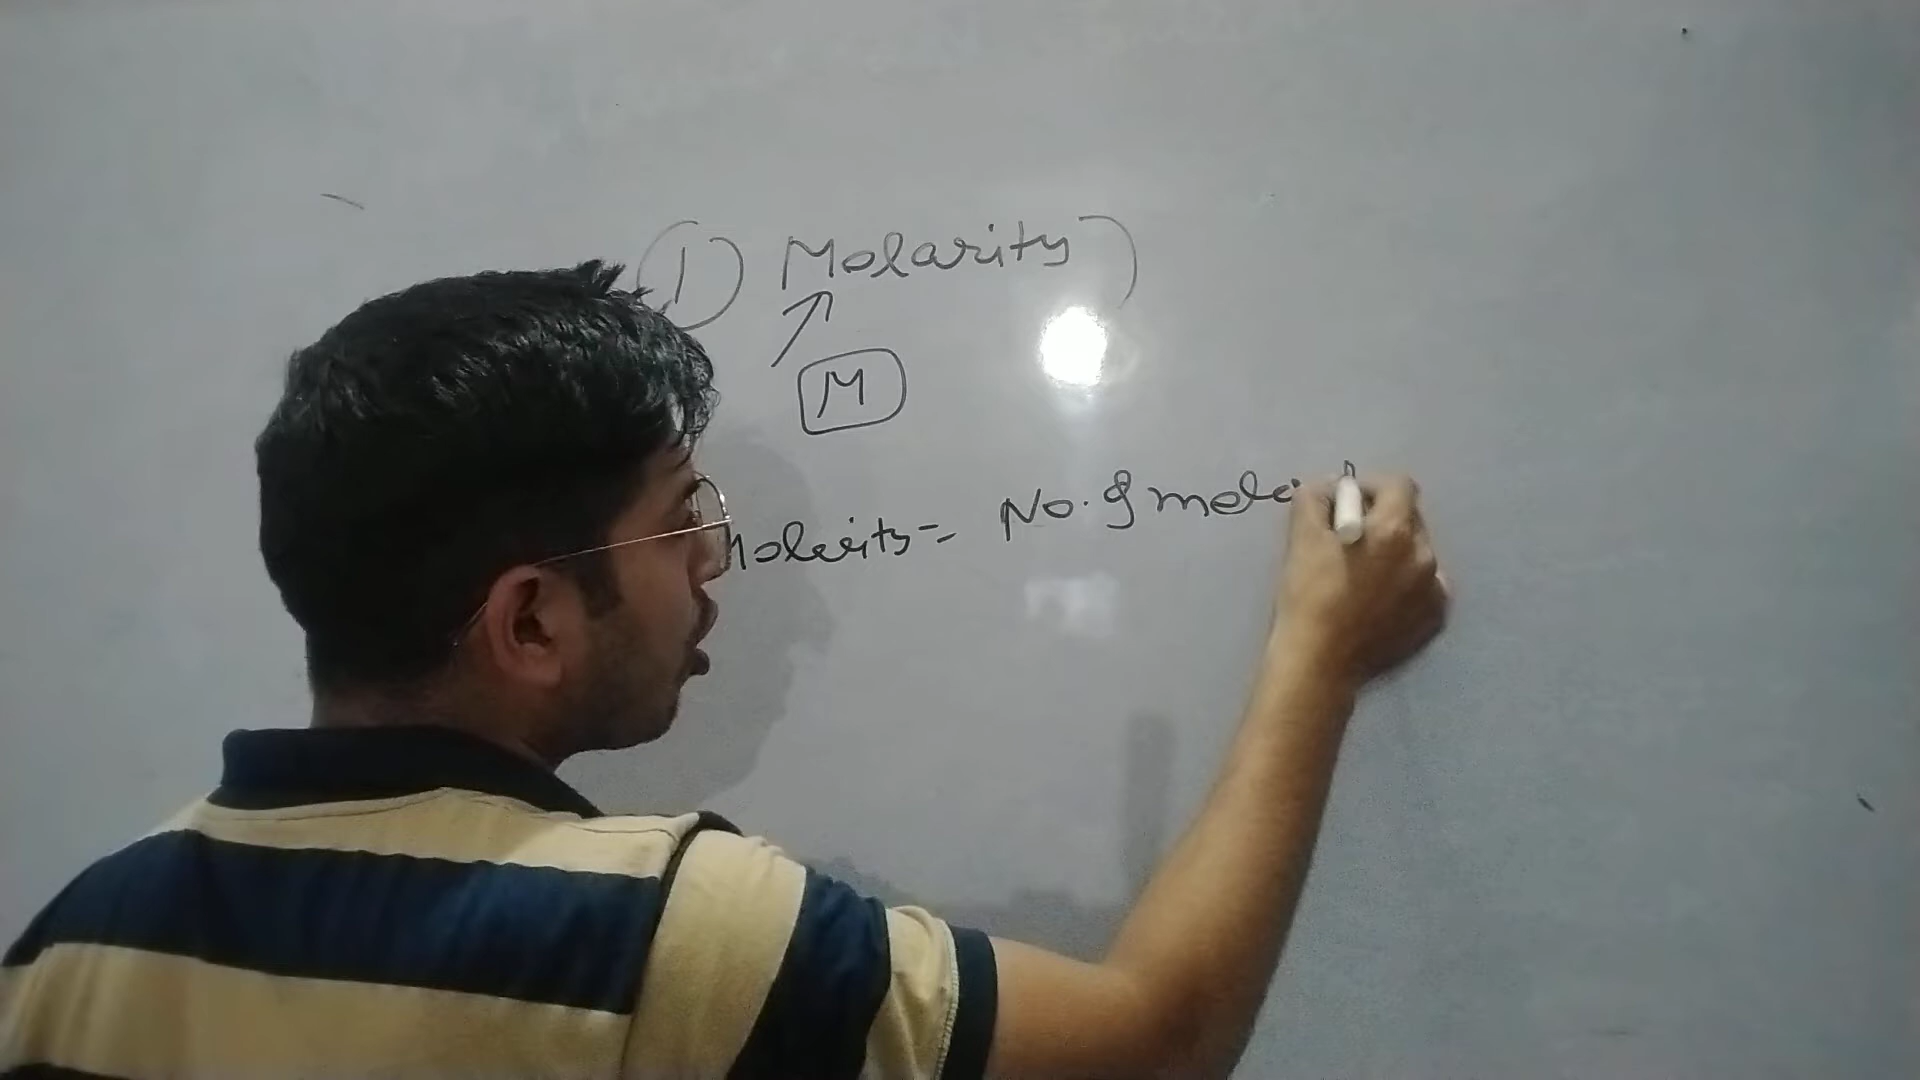 1) Molarity
M
Molarity = No. of mole